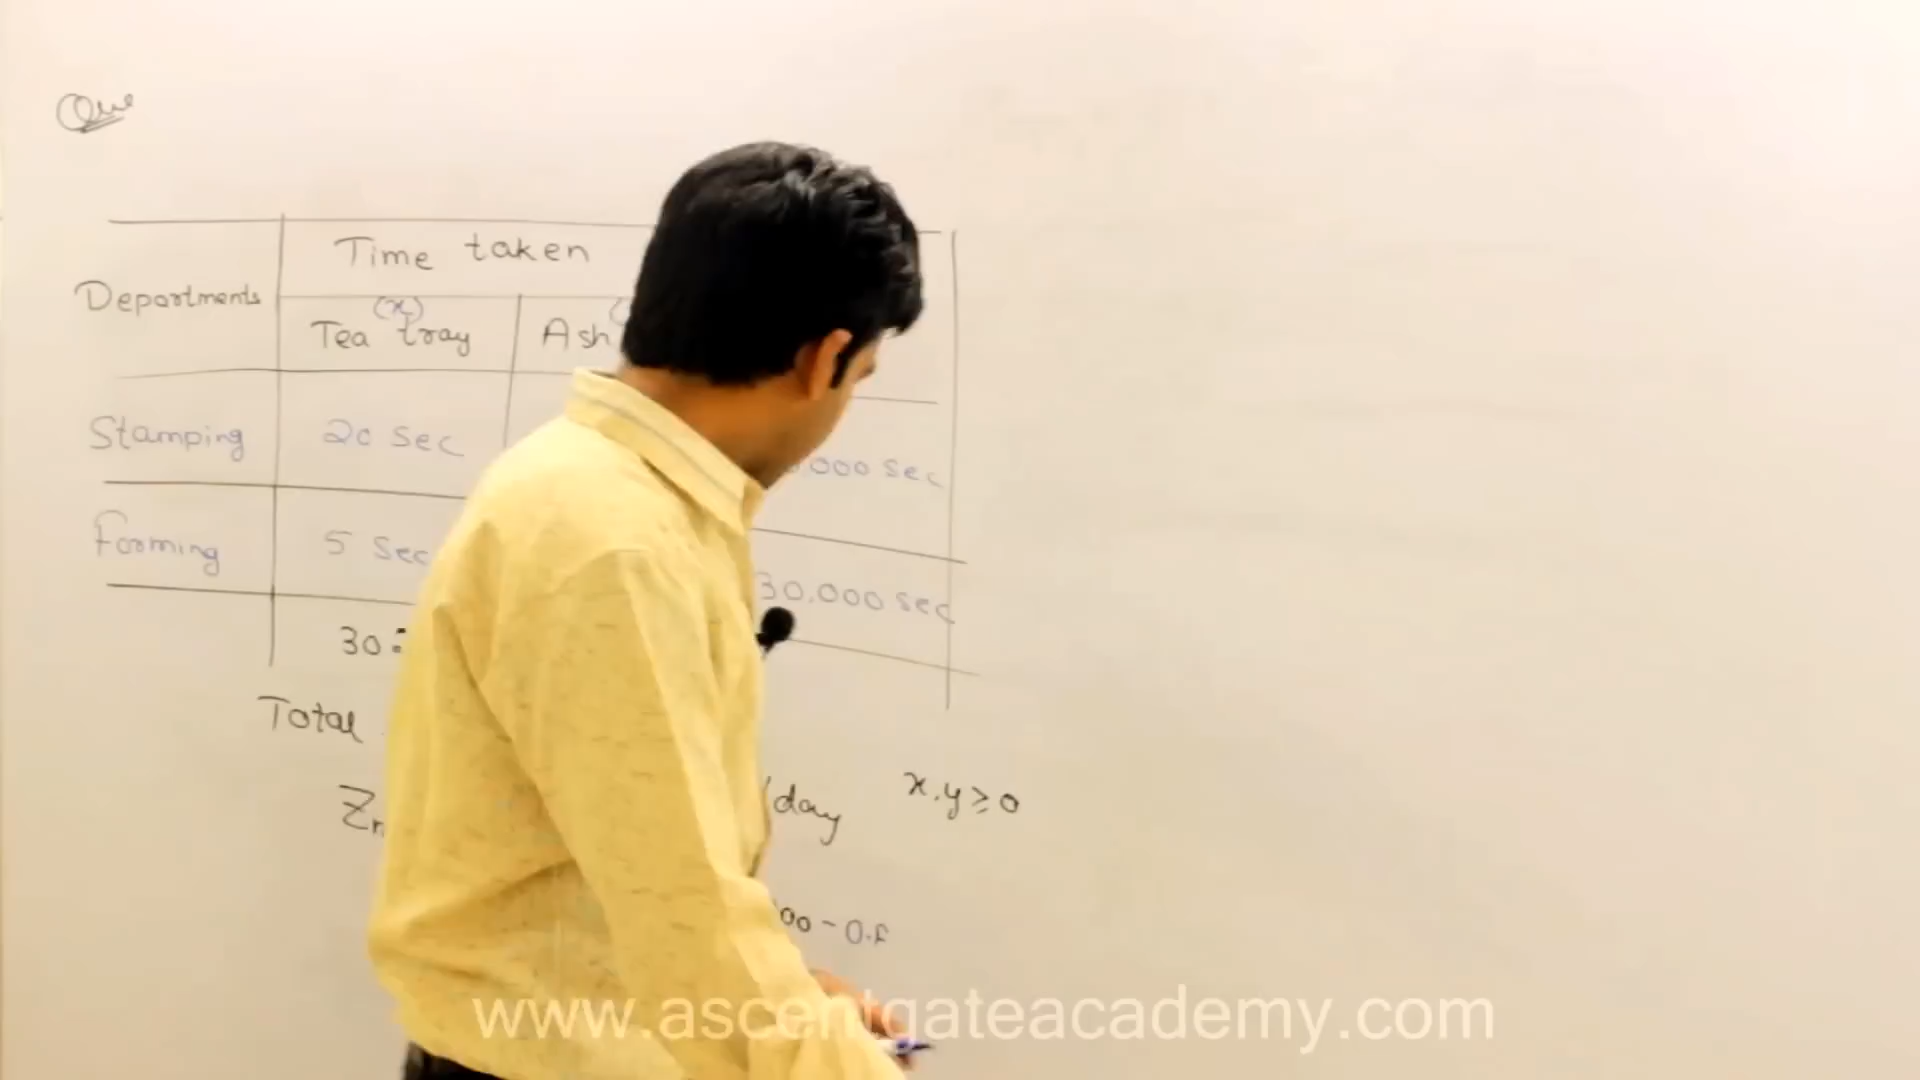 Que
Time taken
Departments
(x)
Tea tray Ash
Stamping 20 Sec 000 Sec
Forming 5 Sec 30,000 sec
30
Total
/day x,y ≥ 0
00 - O.F
www.ascentgateacademy.com